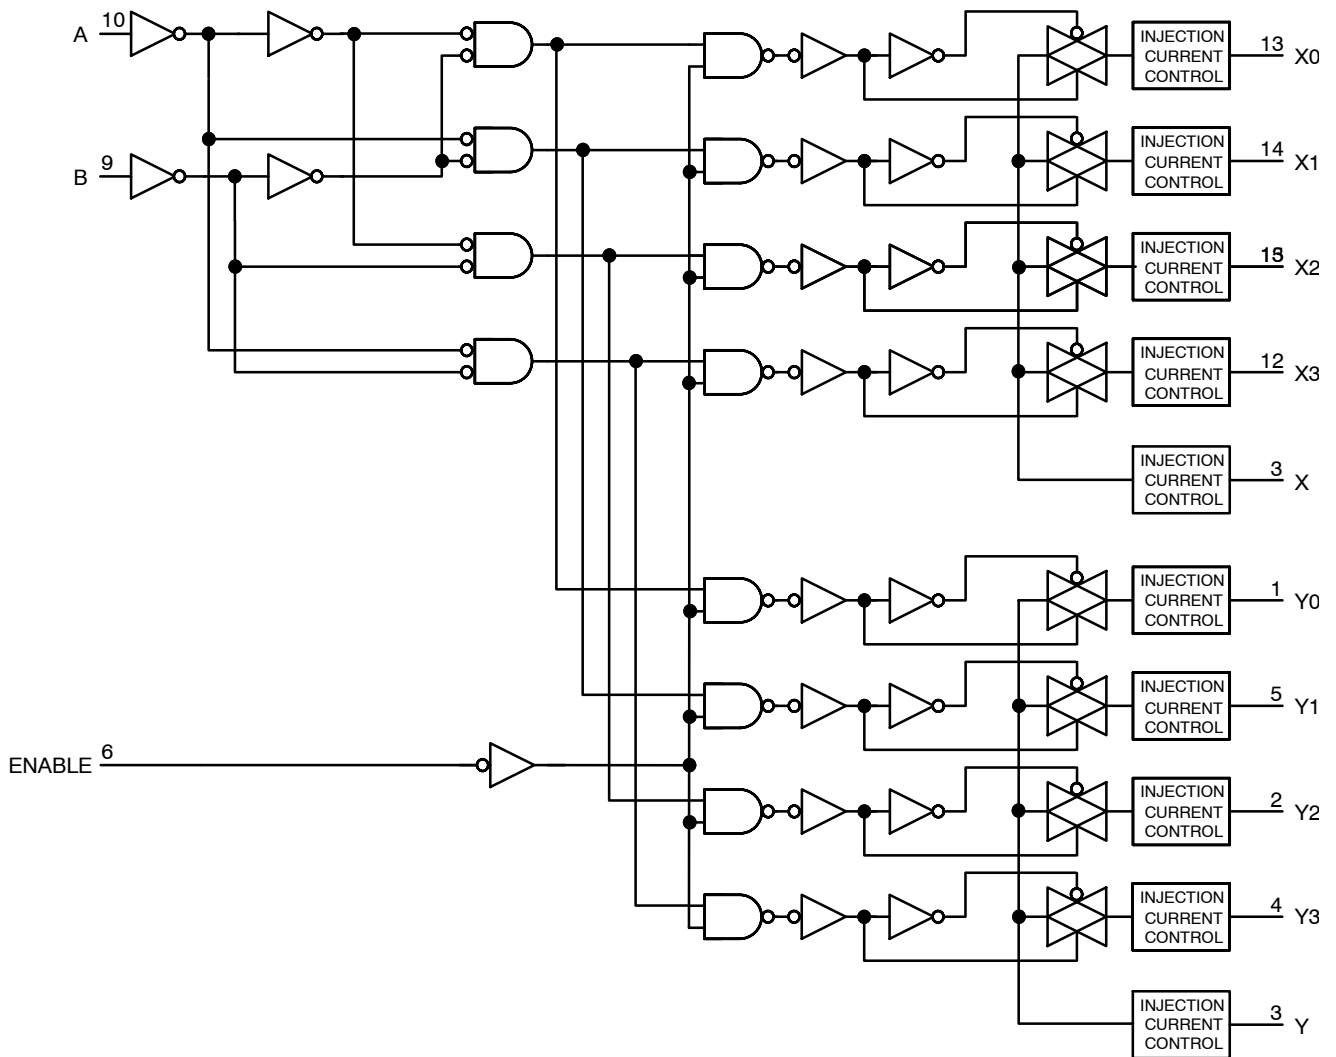 A 10
INJECTION
CURRENT
CONTROL
13 X0
B 9
INJECTION
CURRENT
CONTROL
14 X1
INJECTION
CURRENT
CONTROL
X2
INJECTION
CURRENT
CONTROL
12 X3
INJECTION
CURRENT
CONTROL
3 X
INJECTION
CURRENT
CONTROL
1 Y0
INJECTION
CURRENT
CONTROL
5 Y1
ENABLE 6
INJECTION
CURRENT
CONTROL
2 Y2
INJECTION
CURRENT
CONTROL
4 Y3
INJECTION
CURRENT
CONTROL
3 Y